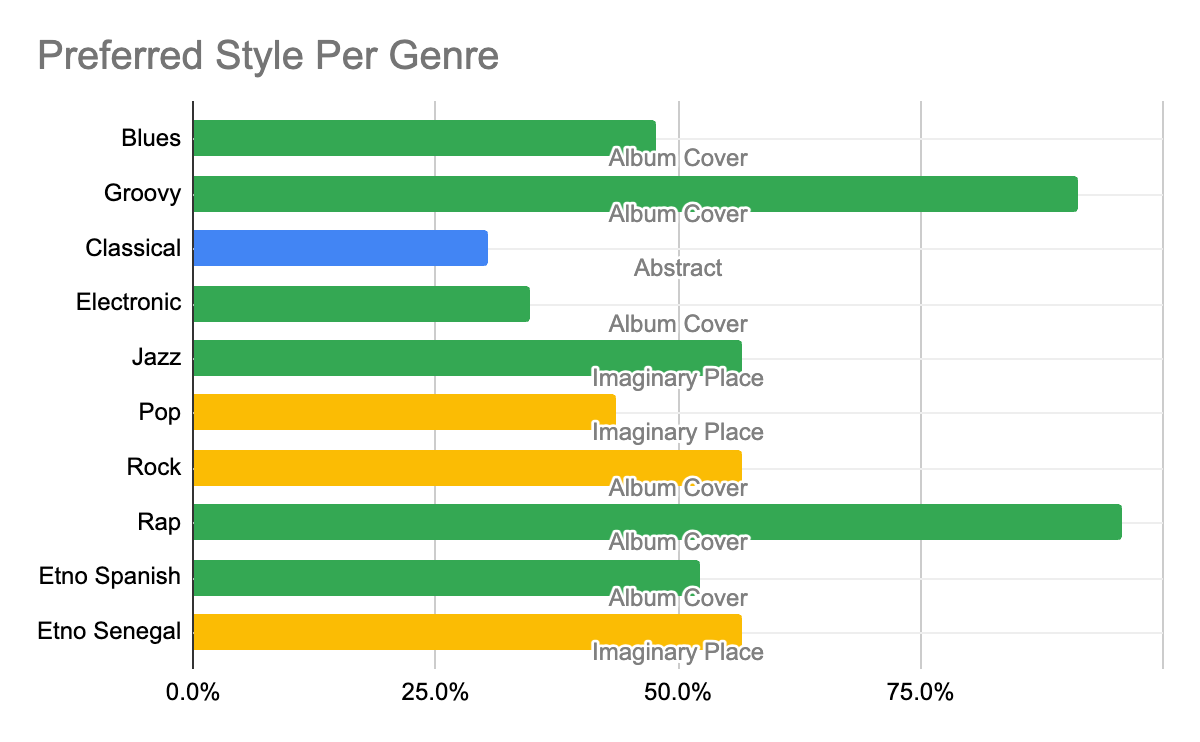 Preferred Style Per Genre
Blues
Album Cover
Groovy
Album Cover
Classical
Abstract
Electronic
Album Cover
Jazz
Imaginary Place
Pop
Imaginary Place
Rock
Album Cover
Rap
Album Cover
Etno Spanish
Album Cover
Etno Senegal
Imaginary Place
0.0% 25.0% 50.0% 75.0%